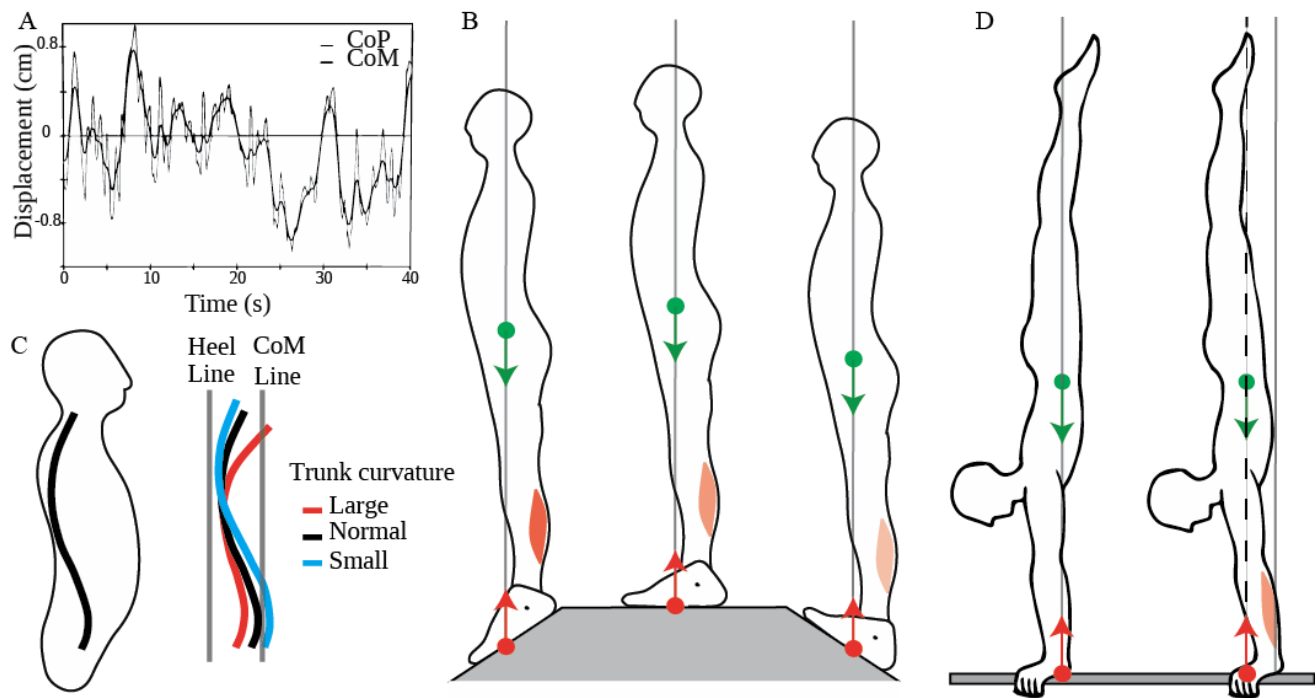 A
Displacement (cm)
0.8
0
-0.8
CoP
CoM
0
10
20
30
40
Time (s)
B
C
Heel
Line
CoM
Line
Trunk curvature
Large
Normal
Small
D